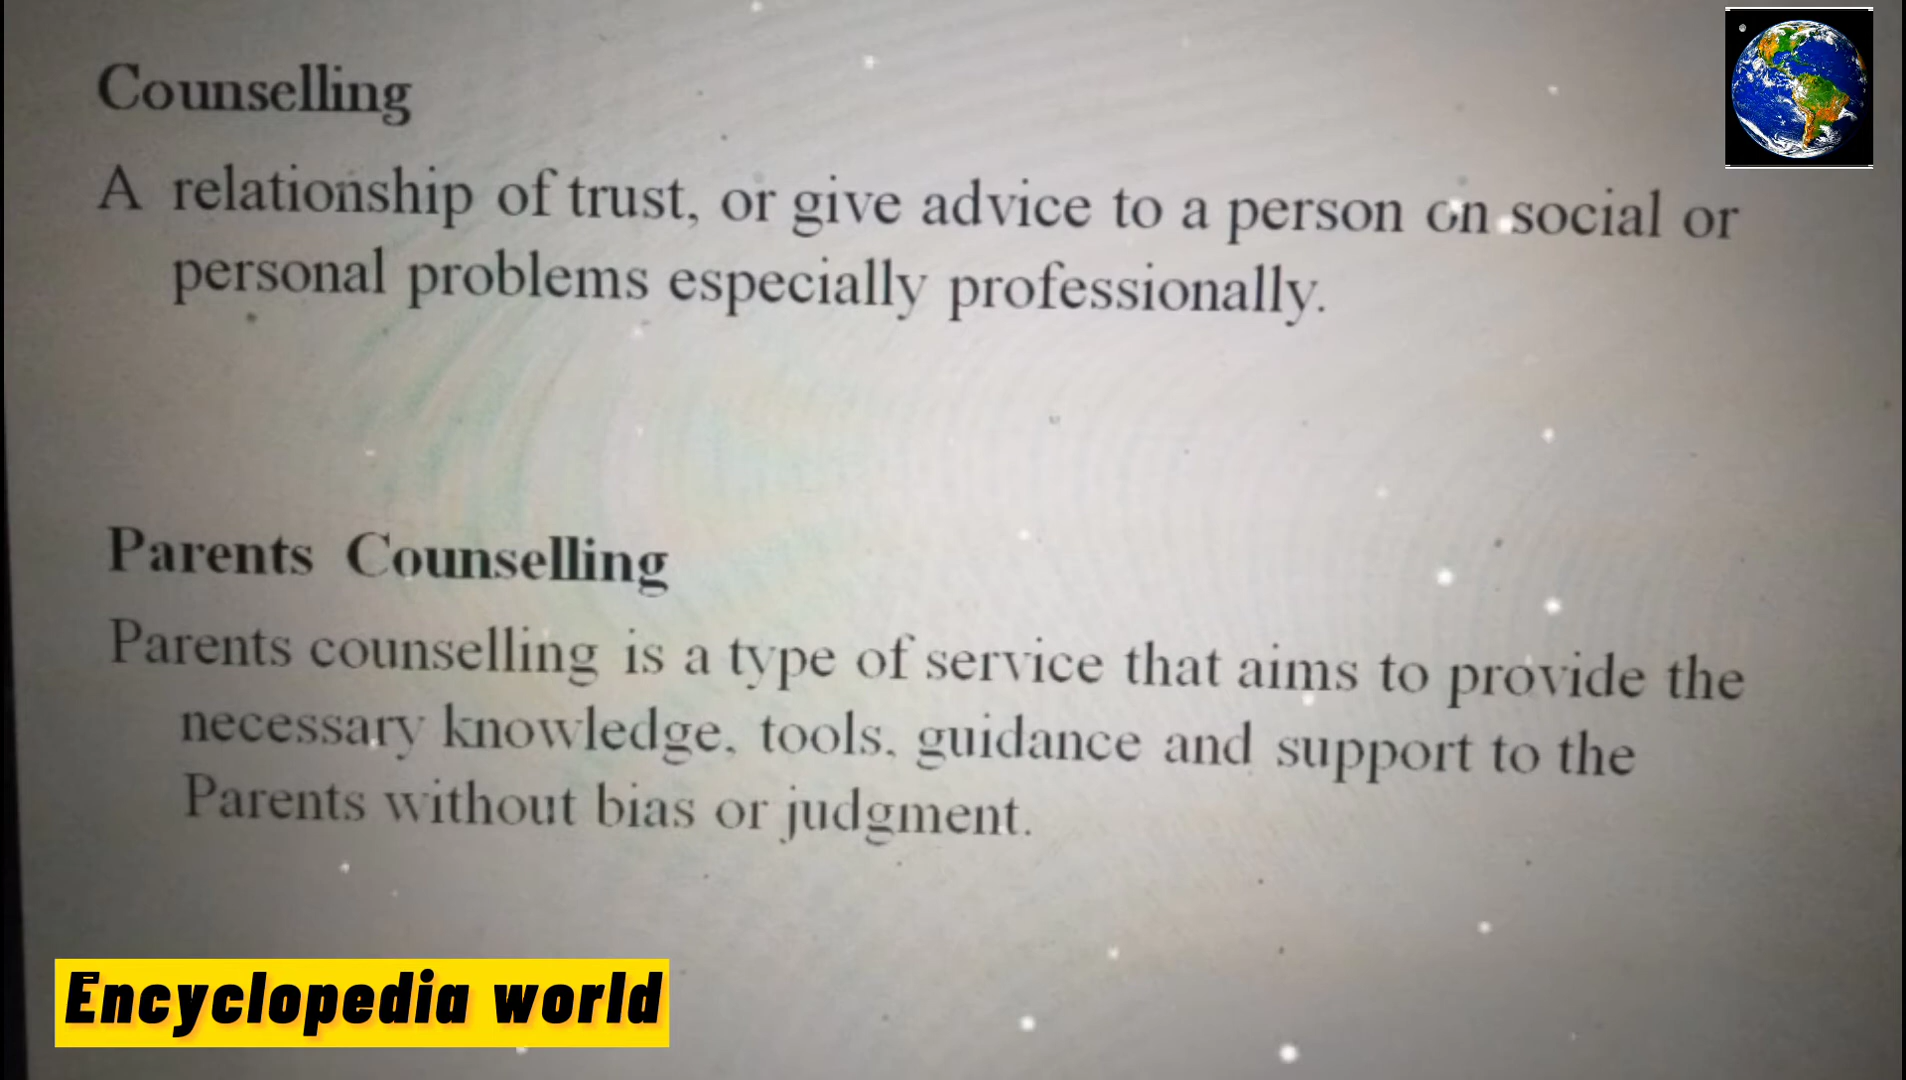 Counselling
A relationship of trust, or give advice to a person on social or
personal problems especially professionally.
Parents Counselling
Parents counselling is a type of service that aims to provide the
necessary knowledge, tools, guidance and support to the
Parents without bias or judgment.
Encyclopedia world